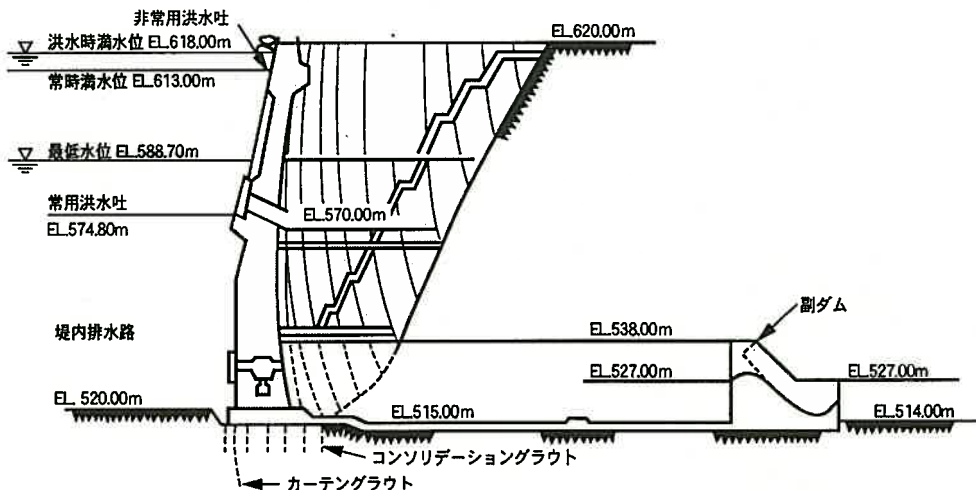 非常用洪水吐
洪水時満水位 EL.618.00m
EL.620.00m
常時満水位 EL.613.00m
最低水位 EL.588.70m
常用洪水吐
EL.574.80m
EL.570.00m
副ダム
堤内排水路
EL.538.00m
EL.527.00m
EL.527.00m
EL.520.00m
EL.515.00m
EL.514.00m
コンソリデーショングラウト
カーテングラウト